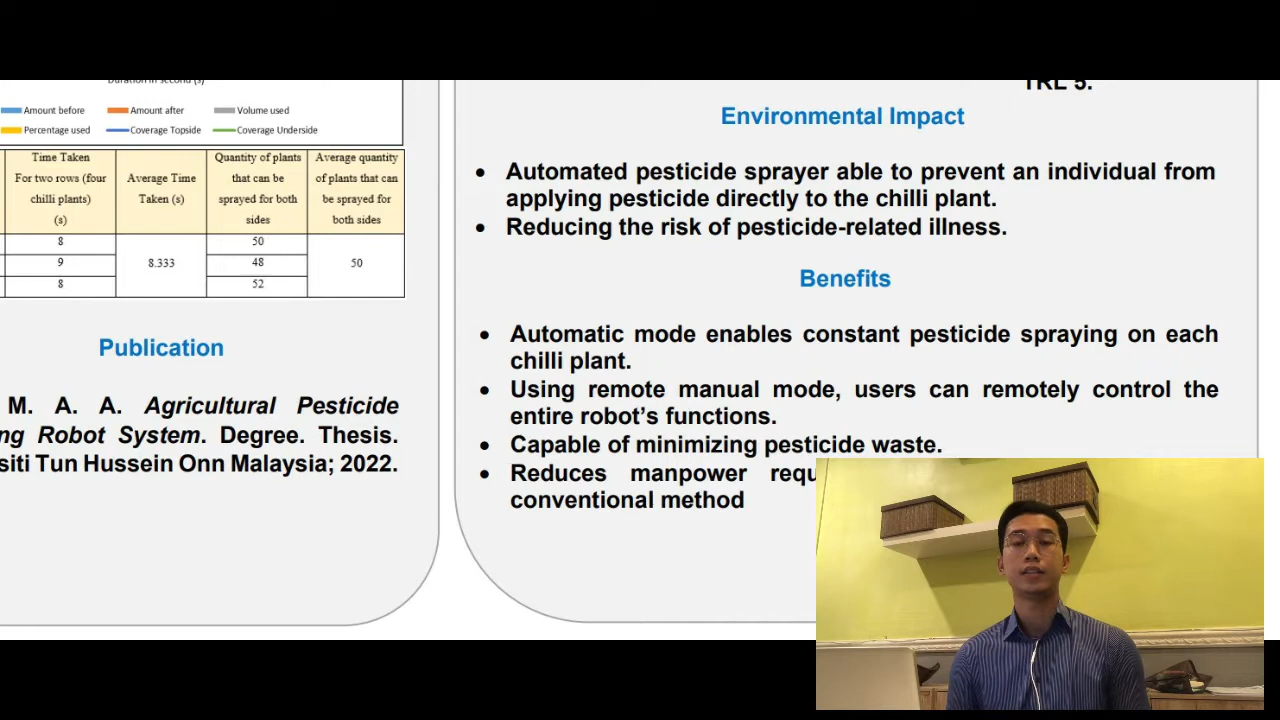 Duration in second (s)
Amount before
Amount after
Volume used
Percentage used
Coverage Topside
Coverage Underside
Time Taken
For two rows (four
chilli plants)
(s)
Average Time
Taken (s)
Quantity of plants
that can be
sprayed for both
sides
Average quantity
of plants that can
be sprayed for
both sides
8
50
9
8.333
48
50
8
52
Publication
M. A. A. Agricultural Pesticide
ng Robot System. Degree. Thesis.
siti Tun Hussein Onn Malaysia; 2022.
TRL 5.
Environmental Impact
• Automated pesticide sprayer able to prevent an individual from
applying pesticide directly to the chilli plant.
• Reducing the risk of pesticide-related illness.
Benefits
• Automatic mode enables constant pesticide spraying on each
chilli plant.
• Using remote manual mode, users can remotely control the
entire robot's functions.
• Capable of minimizing pesticide waste.
• Reduces manpower requ
conventional method